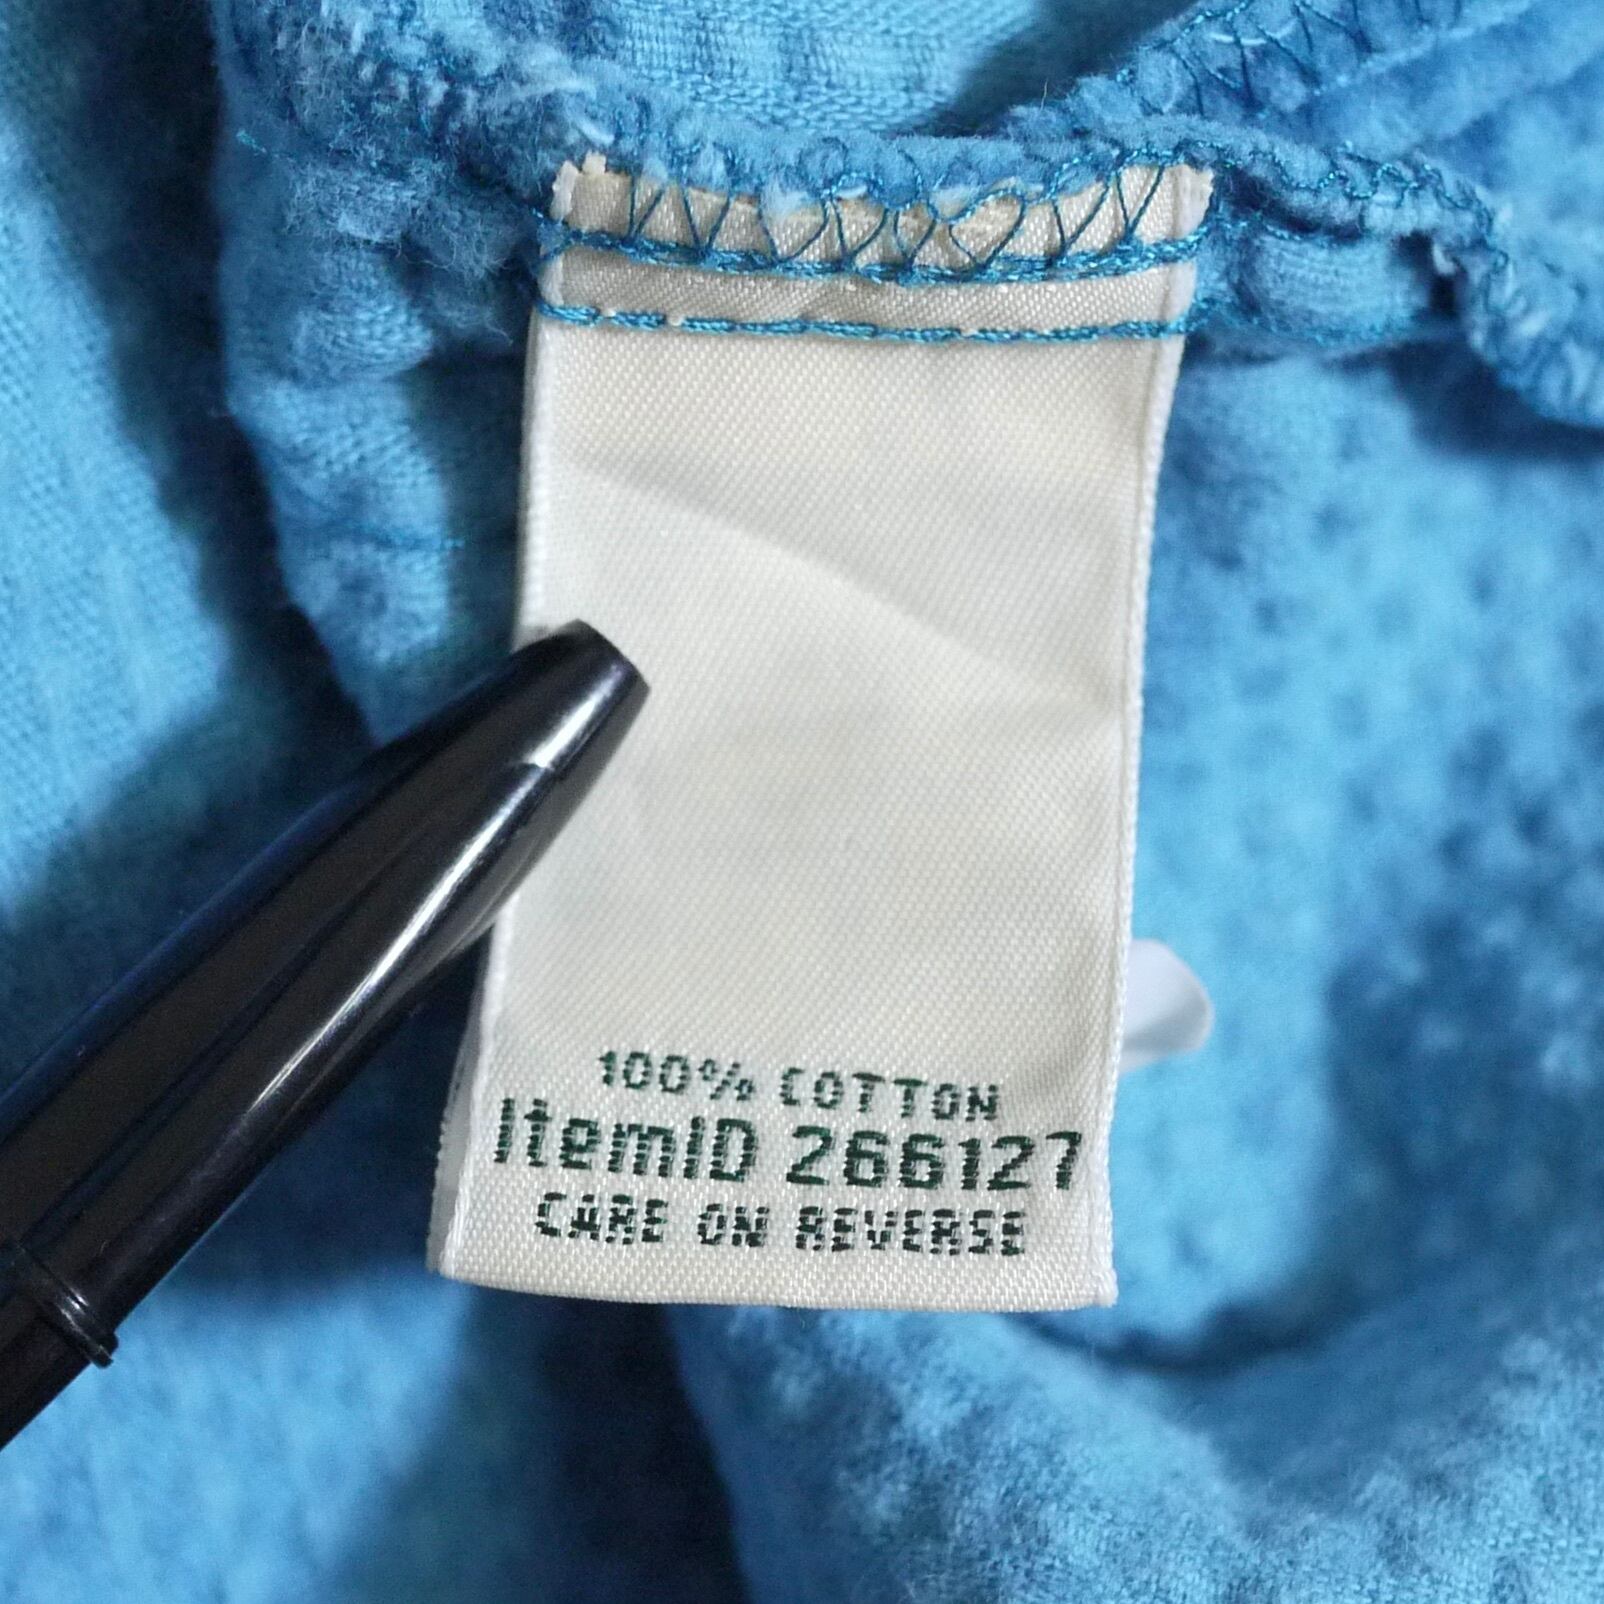 100% COTTON
ItemID 266127
CARE ON REVERSE